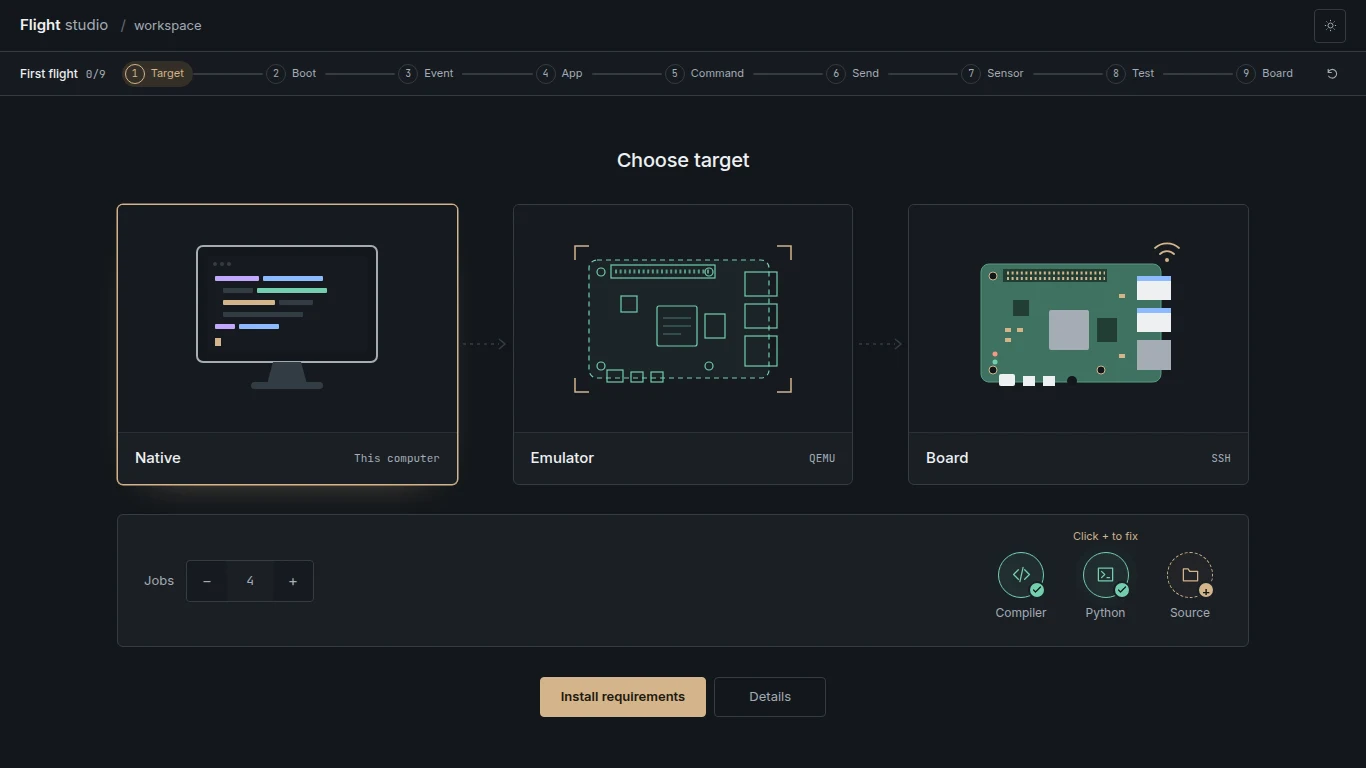 Flight studio / workspace
First flight 0/9 1 Target 2 Boot 3 Event 4 App 5 Command 6 Send 7 Sensor 8 Test 9 Board
Choose target
Native This computer
Emulator QEMU
Board SSH
Click + to fix
Jobs − 4 +
Compiler Python Source
Install requirements Details